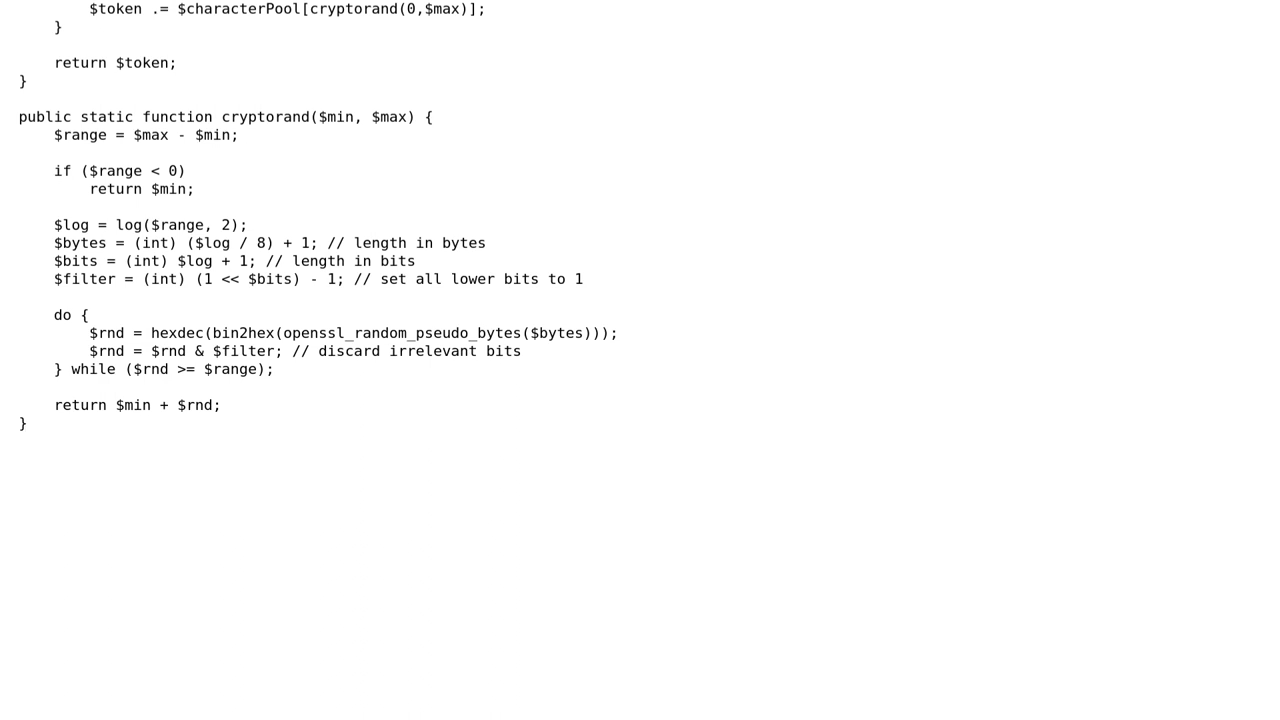 $token .= $characterPool[cryptorand(0,$max)];
}
return $token;
}
public static function cryptorand($min, $max) {
$range = $max - $min;
if ($range < 0)
return $min;
$log = log($range, 2);
$bytes = (int) ($log / 8) + 1; // length in bytes
$bits = (int) $log + 1; // length in bits
$filter = (int) (1 << $bits) - 1; // set all lower bits to 1
do {
$rnd = hexdec(bin2hex(openssl_random_pseudo_bytes($bytes)));
$rnd = $rnd & $filter; // discard irrelevant bits
} while ($rnd >= $range);
return $min + $rnd;
}